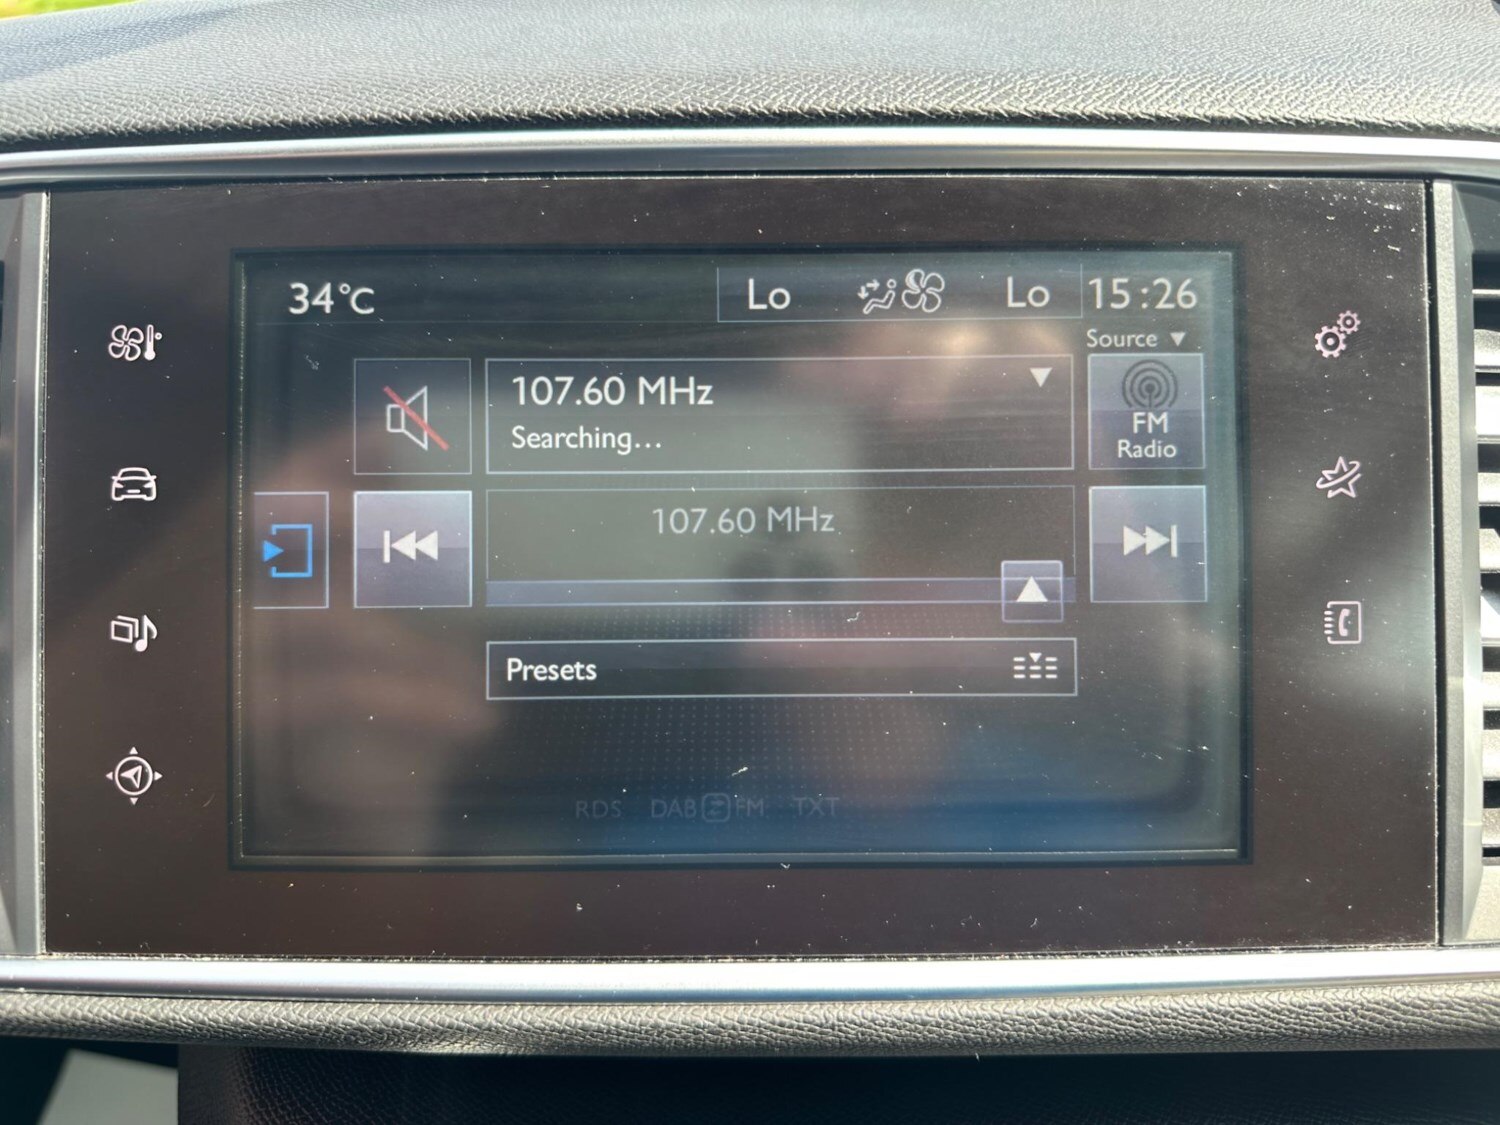 34°C
Lo
Lo
15:26
Source
107.60 MHz
Searching...
FM
Radio
107.60 MHz
Presets
RDS DAB FM TXT